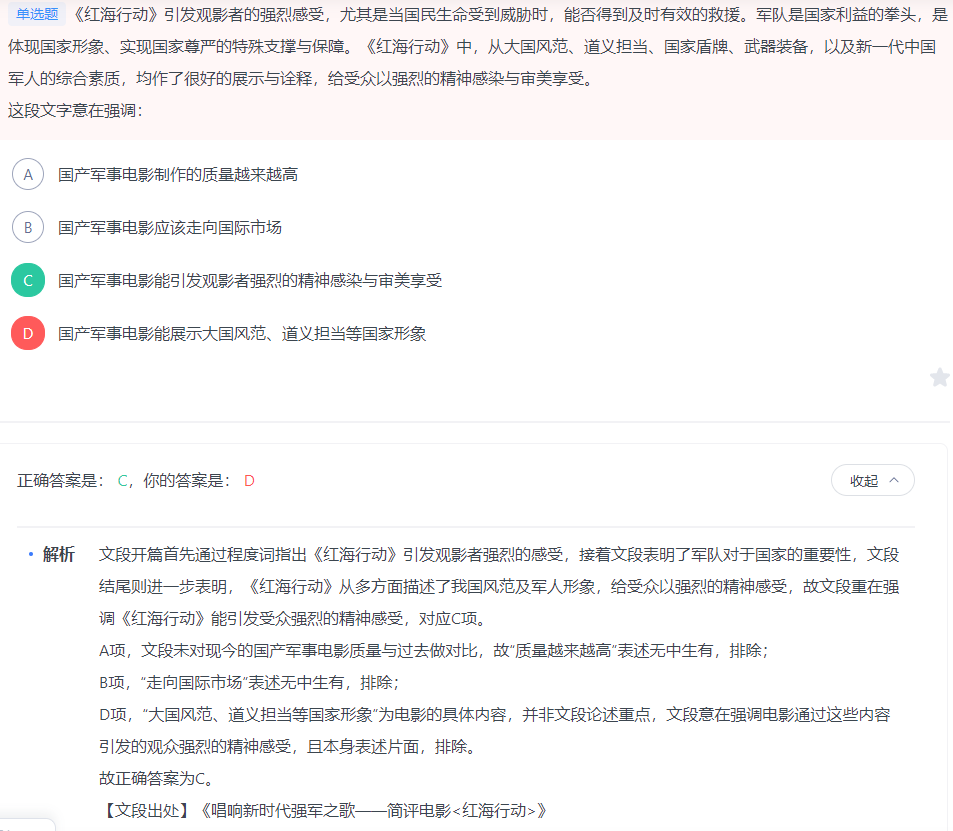 单选题 《红海行动》引发观影者的强烈感受，尤其是当国民生命受到威胁时，能否得到及时有效的救援。军队是国家利益的拳头，是
体现国家形象、实现国家尊严的特殊支撑与保障。《红海行动》中，从大国风范、道义担当、国家盾牌、武器装备，以及新一代中国
军人的综合素质，均作了很好的展示与诠释，给受众以强烈的精神感染与审美享受。
这段文字意在强调：
A 国产军事电影制作的质量越来越高
B 国产军事电影应该走向国际市场
C 国产军事电影能引发观影者强烈的精神感染与审美享受
D 国产军事电影能展示大国风范、道义担当等国家形象
正确答案是： C，你的答案是： D 收起
解析 文段开篇首先通过程度词指出《红海行动》引发观影者强烈的感受，接着文段表明了军队对于国家的重要性，文段
结尾则进一步表明，《红海行动》从多方面描述了我国风范及军人形象，给受众以强烈的精神感受，故文段重在强
调《红海行动》能引发受众强烈的精神感受，对应C项。
A项，文段未对现今的国产军事电影质量与过去做对比，故“质量越来越高”表述无中生有，排除；
B项，“走向国际市场”表述无中生有，排除；
D项，“大国风范、道义担当等国家形象”为电影的具体内容，并非文段论述重点，文段意在强调电影通过这些内容
引发的观众强烈的精神感受，且本身表述片面，排除。
故正确答案为C。
【文段出处】《唱响新时代强军之歌——简评电影<红海行动>》